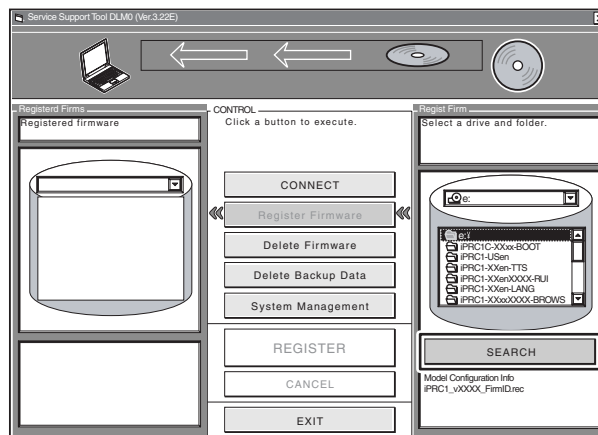 Service Support Tool DLM0 (Ver.3.22E)
Registerd Firms
Registered firmware
CONTROL
Click a button to execute.
CONNECT
Register Firmware
Delete Firmware
Delete Backup Data
System Management
REGISTER
CANCEL
EXIT
Regist Firm
Select a drive and folder.
e:
e:\
iPRC1C-XXxx-BOOT
iPRC1-USen
iPRC1-XXen-TTS
iPRC1-XXenXXXX-RUI
iPRC1-XXen-LANG
iPRC1-XXxxXXXX-BROWS
SEARCH
Model Configuration Info
iPRC1_vXXXX_FirmID.rec